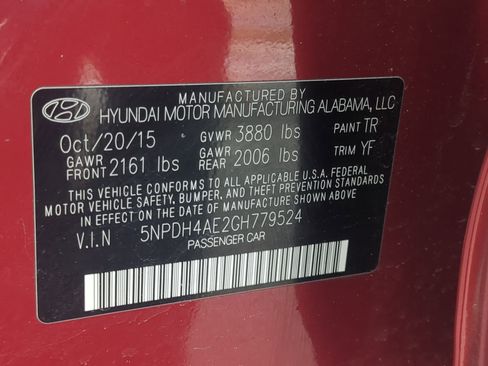 MANUFACTURED BY
HYUNDAI MOTOR MANUFACTURING ALABAMA, LLC
Oct/20/15 GVWR 3880 lbs PAINT TR
GAWR FRONT 2161 lbs GAWR REAR 2006 lbs TRIM YF
THIS VEHICLE CONFORMS TO ALL APPLICABLE U.S.A. FEDERAL
MOTOR VEHICLE SAFETY, BUMPER, AND THEFT PREVENTION
STANDARDS IN EFFECT ON THE DATE OF MANUFACTURE SHOWN ABOVE.
V.I.N 5NPDH4AE2GH779524
PASSENGER CAR